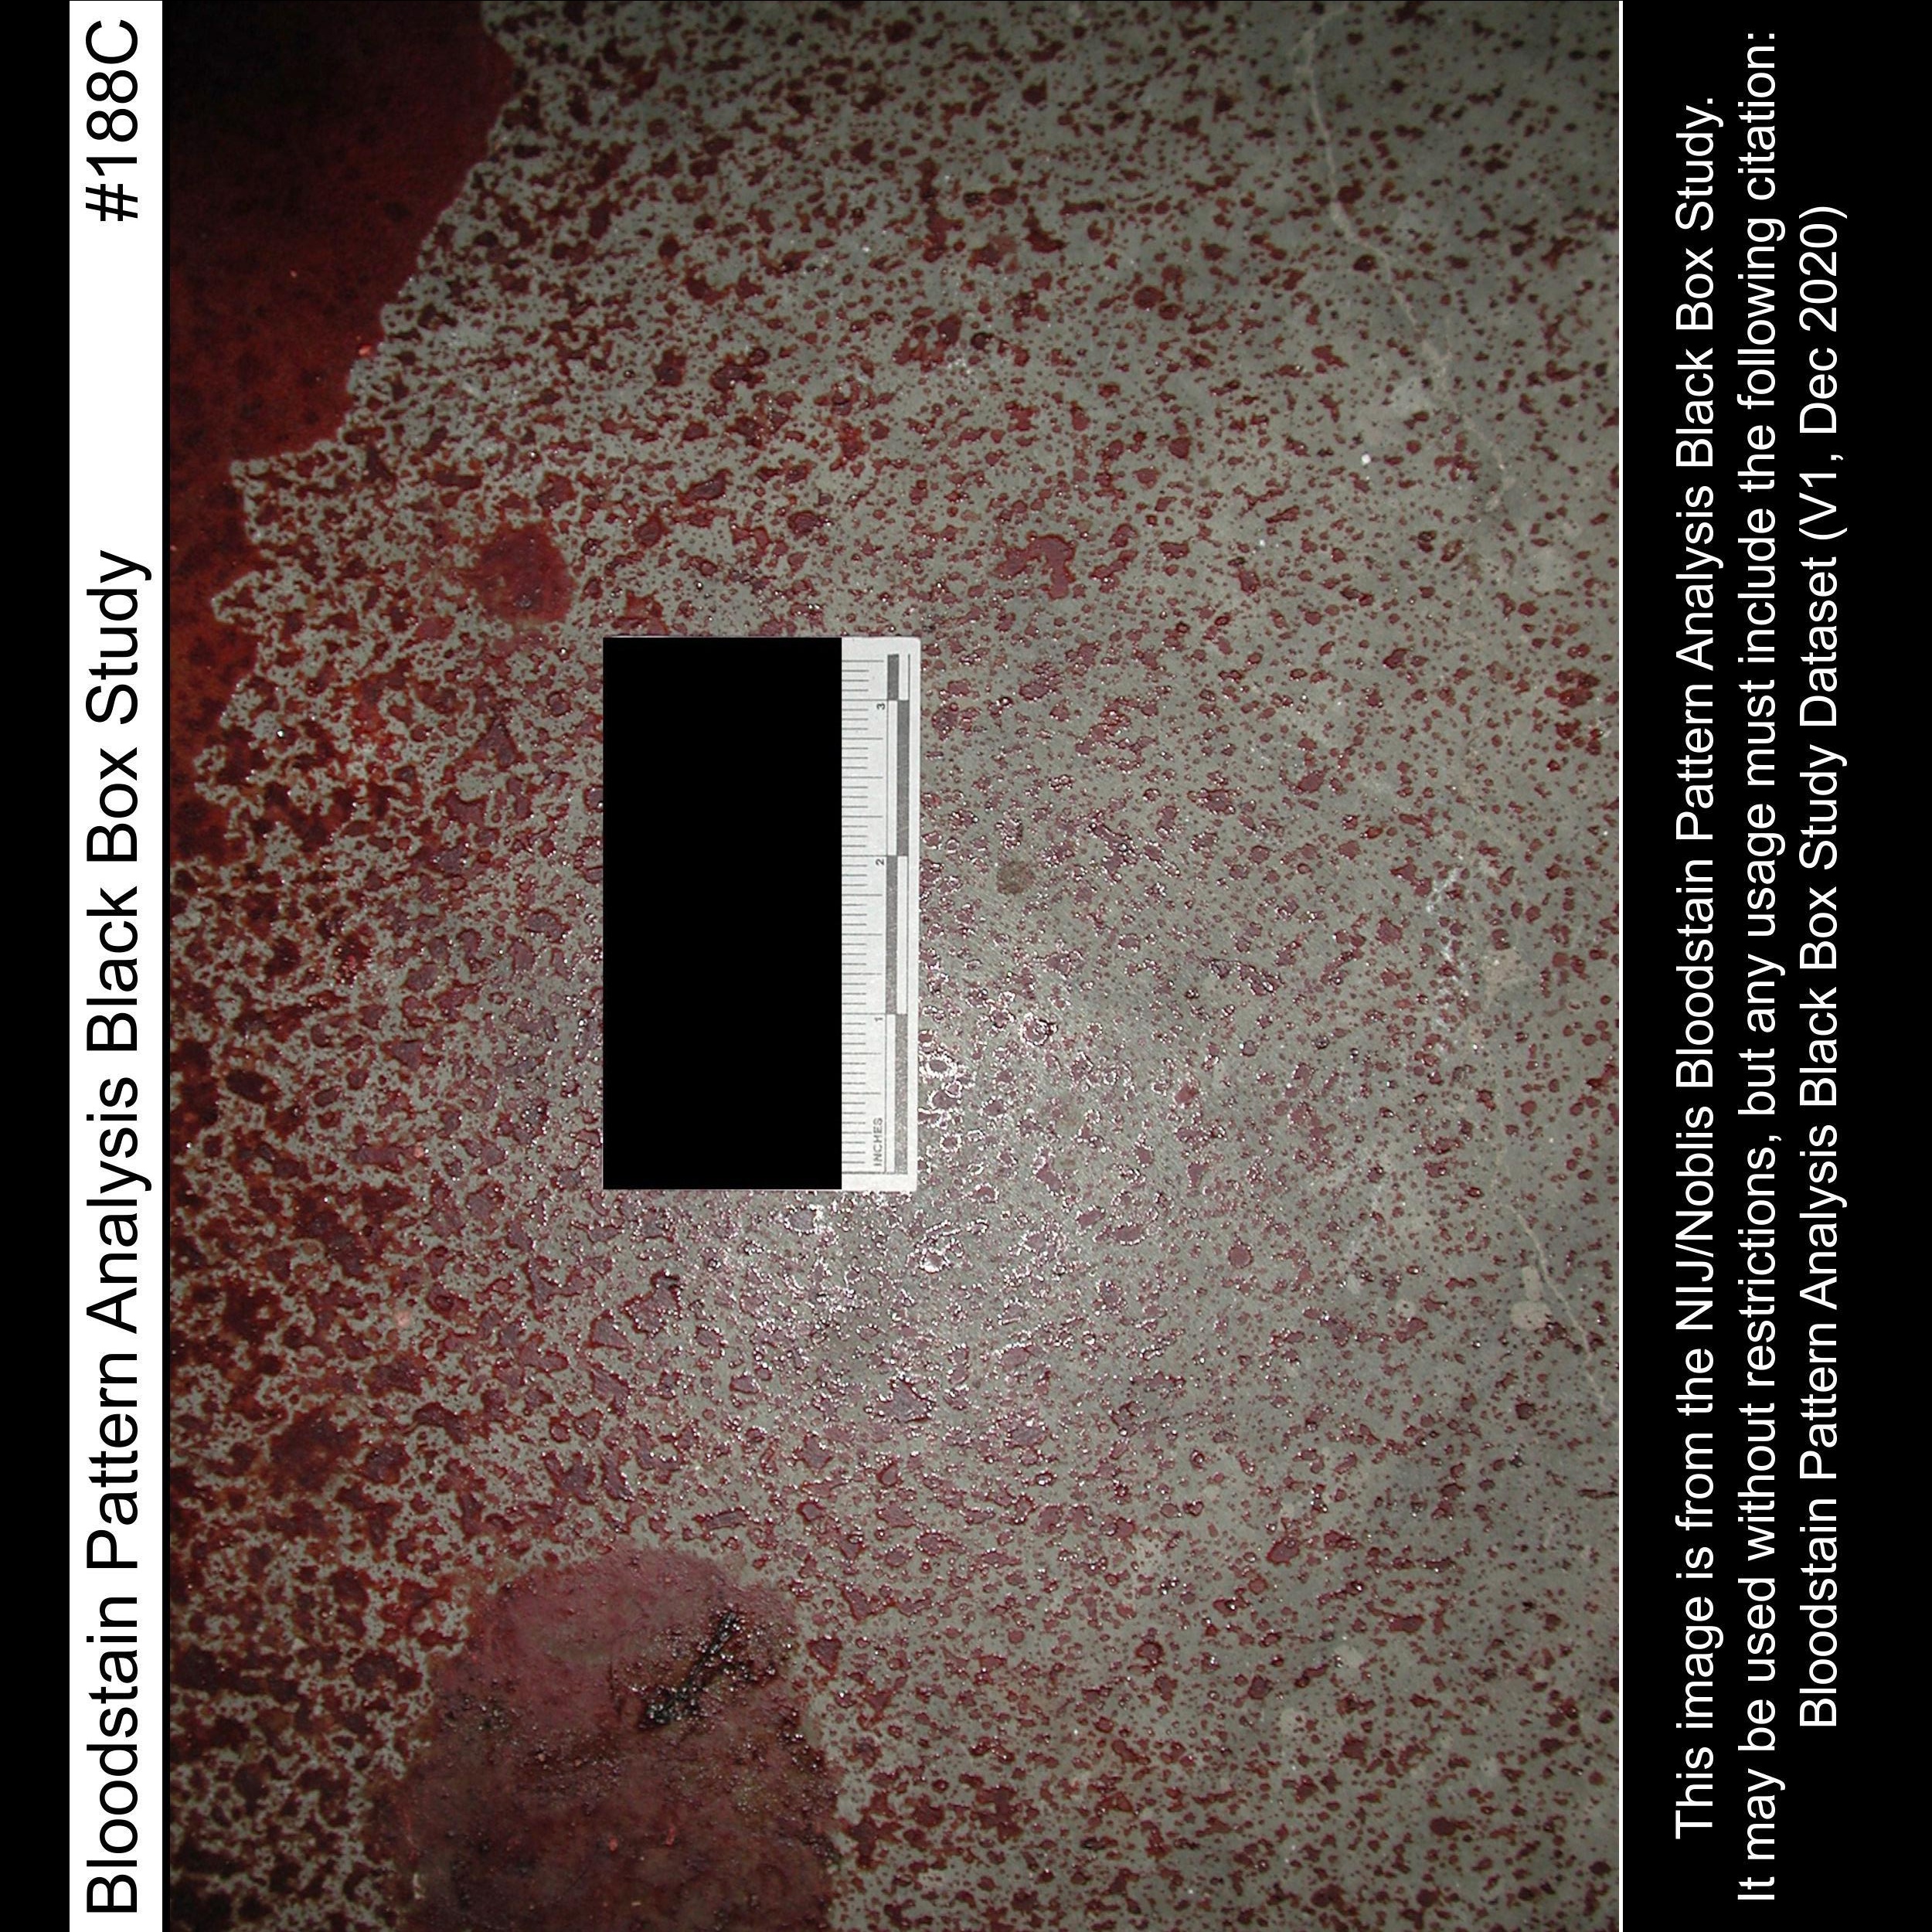 Bloodstain Pattern Analysis Black Box Study #188C
INCHES 1 2 3
This image is from the NIJ/Noblis Bloodstain Pattern Analysis Black Box Study.
It may be used without restrictions, but any usage must include the following citation:
Bloodstain Pattern Analysis Black Box Study Dataset (V1, Dec 2020)